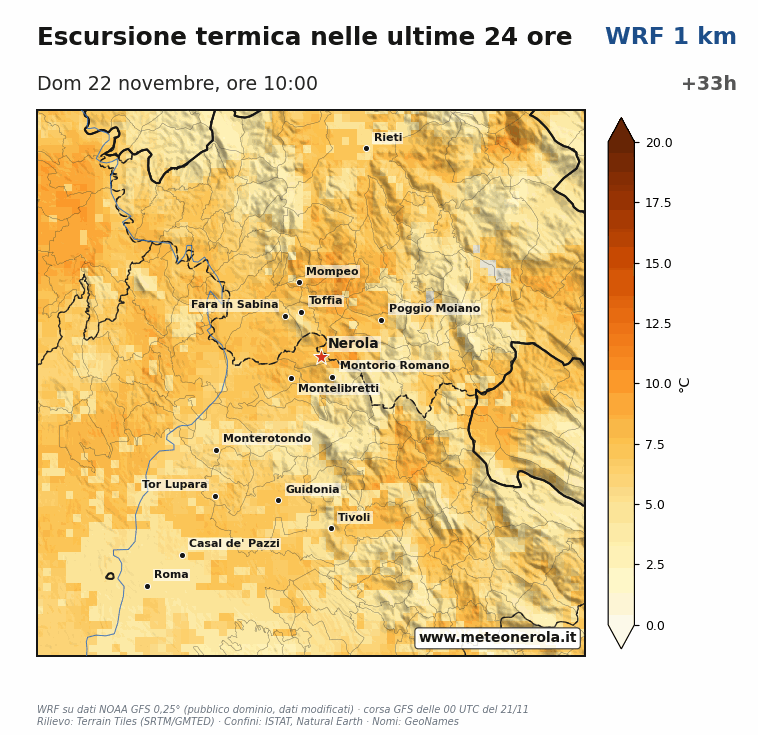 Escursione termica nelle ultime 24 ore
WRF 1 km
Dom 22 novembre, ore 10:00
+33h
Rieti
Mompeo
Fara in Sabina
Toffia
Poggio Moiano
Nerola
Montorio Romano
Montelibretti
Monterotondo
Tor Lupara
Guidonia
Tivoli
Casal de' Pazzi
Roma
www.meteonerola.it
20.0
17.5
15.0
12.5
10.0
7.5
5.0
2.5
0.0
°C
WRF su dati NOAA GFS 0,25° (pubblico dominio, dati modificati) · corsa GFS delle 00 UTC del 21/11
Rilievo: Terrain Tiles (SRTM/GMTED) · Confini: ISTAT, Natural Earth · Nomi: GeoNames